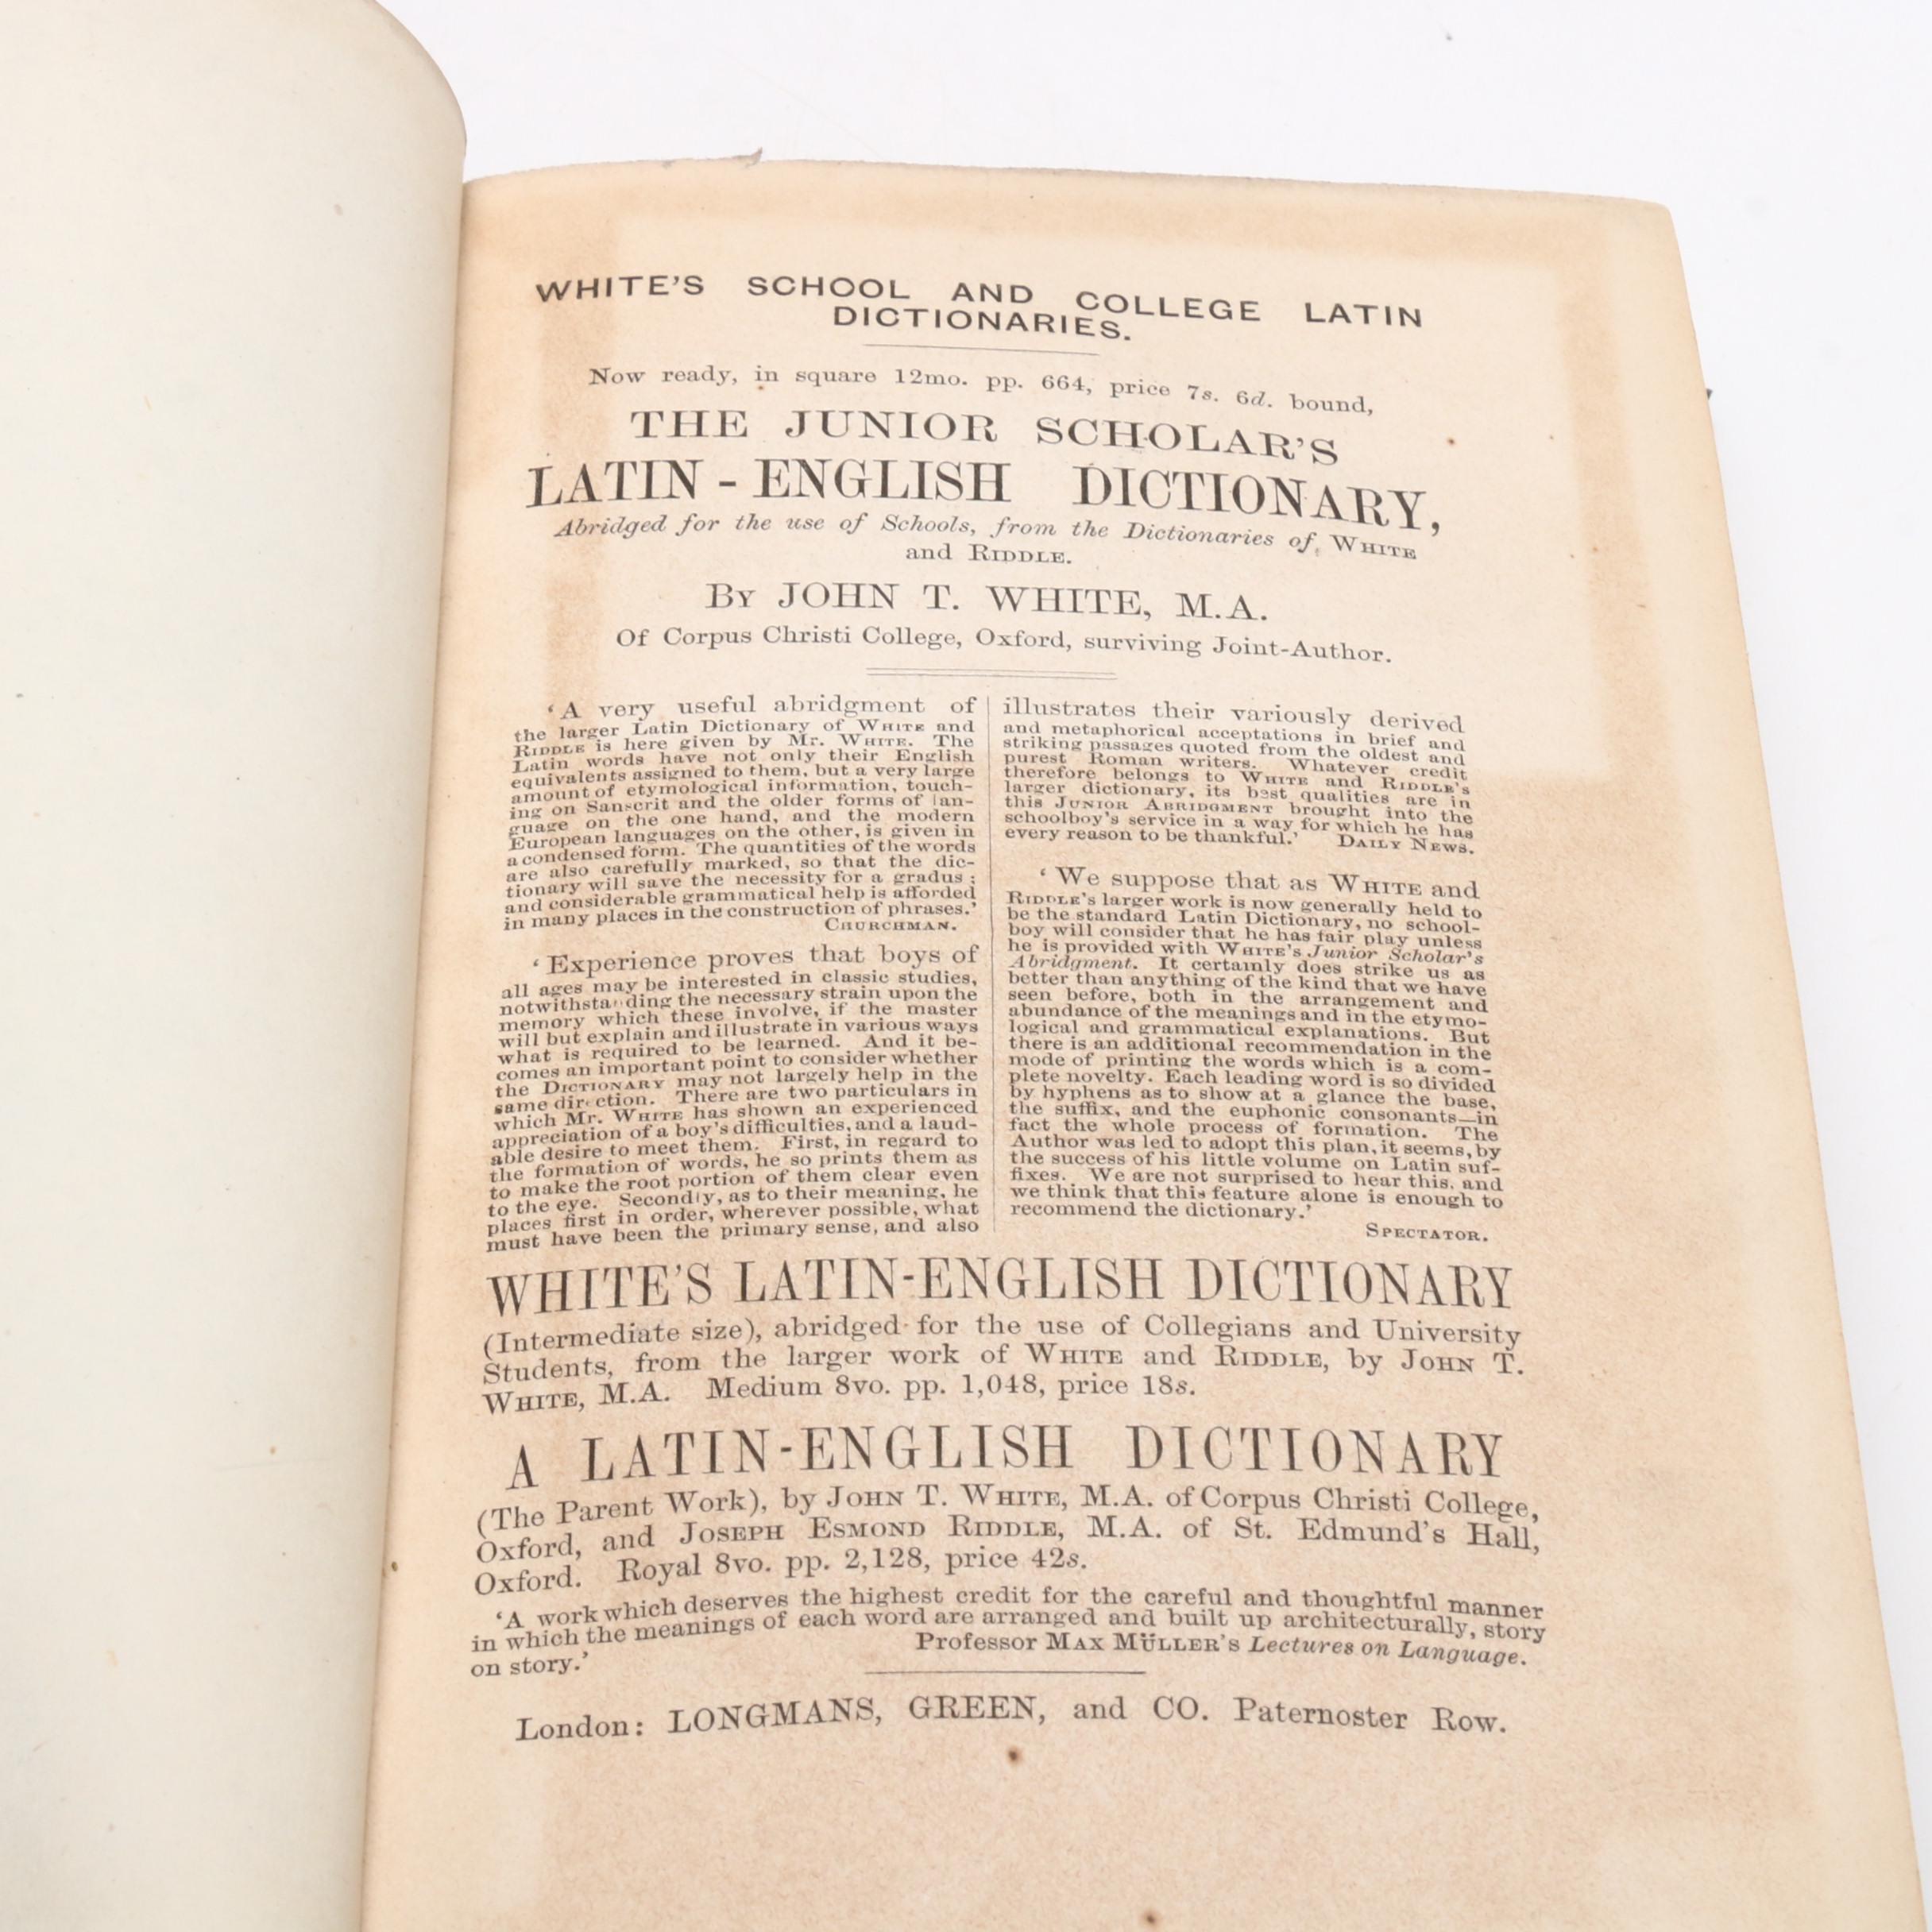 WHITE'S SCHOOL AND COLLEGE LATIN
DICTIONARIES.
Now ready, in square 12mo. pp. 664, price 7s. 6d. bound,
THE JUNIOR SCHOLAR'S
LATIN-ENGLISH DICTIONARY,
Abridged for the use of Schools, from the Dictionaries of WHITE
and RIDDLE.
BY JOHN T. WHITE, M.A.
Of Corpus Christi College, Oxford, surviving Joint-Author.
'A very useful abridgment of
the larger Latin Dictionary of WHITE and
RIDDLE is here given by Mr. WHITE. The
Latin words have not only their English
equivalents assigned to them, but a very large
amount of etymological information, touch-
ing on Sanscrit and the older forms of lan-
guage on the one hand, and the modern
European languages on the other, is given in
a condensed form. The quantities of the words
are also carefully marked, so that the dic-
tionary will save the necessity for a gradus;
and considerable grammatical help is afforded
in many places in the construction of phrases.'
CHURCHMAN.
'Experience proves that boys of
all ages may be interested in classic studies,
notwithstanding the necessary strain upon the
memory which these involve, if the master
will but explain and illustrate in various ways
what is required to be learned. And it be-
comes an important point to consider whether
the DICTIONARY may not largely help in the
same direction. There are two particulars in
which Mr. WHITE has shown an experienced
appreciation of a boy's difficulties, and a laud-
able desire to meet them. First, in regard to
the formation of words, he so prints them as
to make the root portion of them clear even
to the eye. Secondly, as to their meaning, he
places first in order, wherever possible, what
must have been the primary sense, and also
illustrates their variously derived
and metaphorical acceptations in brief and
striking passages quoted from the oldest and
purest Roman writers. Whatever credit
therefore belongs to WHITE and RIDDLE'S
larger dictionary, its best qualities are in
this JUNIOR ABRIDGMENT brought into the
schoolboy's service in a way for which he has
every reason to be thankful.' DAILY NEWS.
'We suppose that as WHITE and
RIDDLE'S larger work is now generally held to
be the standard Latin Dictionary, no school-
boy will consider that he has fair play unless
he is provided with WHITE'S Junior Scholar's
Abridgment. It certainly does strike us as
better than anything of the kind that we have
seen before, both in the arrangement and
abundance of the meanings and in the etymo-
logical and grammatical explanations. But
there is an additional recommendation in the
mode of printing the words which is a com-
plete novelty. Each leading word is so divided
by hyphens as to show at a glance the base,
the suffix, and the euphonic consonants—in
fact the whole process of formation. The
Author was led to adopt this plan, it seems, by
the success of his little volume on Latin suf-
fixes. We are not surprised to hear this, and
we think that this feature alone is enough to
recommend the dictionary.'
SPECTATOR.
WHITE'S LATIN-ENGLISH DICTIONARY
(Intermediate size), abridged for the use of Collegians and University
Students, from the larger work of WHITE and RIDDLE, by JOHN T.
WHITE, M.A. Medium 8vo. pp. 1,048, price 18s.
A LATIN-ENGLISH DICTIONARY
(The Parent Work), by JOHN T. WHITE, M.A. of Corpus Christi College,
Oxford, and JOSEPH ESMOND RIDDLE, M.A. of St. Edmund's Hall,
Oxford. Royal 8vo. pp. 2,128, price 42s.
'A work which deserves the highest credit for the careful and thoughtful manner
in which the meanings of each word are arranged and built up architecturally, story
on story.' Professor MAX MÜLLER'S Lectures on Language.
London: LONGMANS, GREEN, and CO. Paternoster Row.